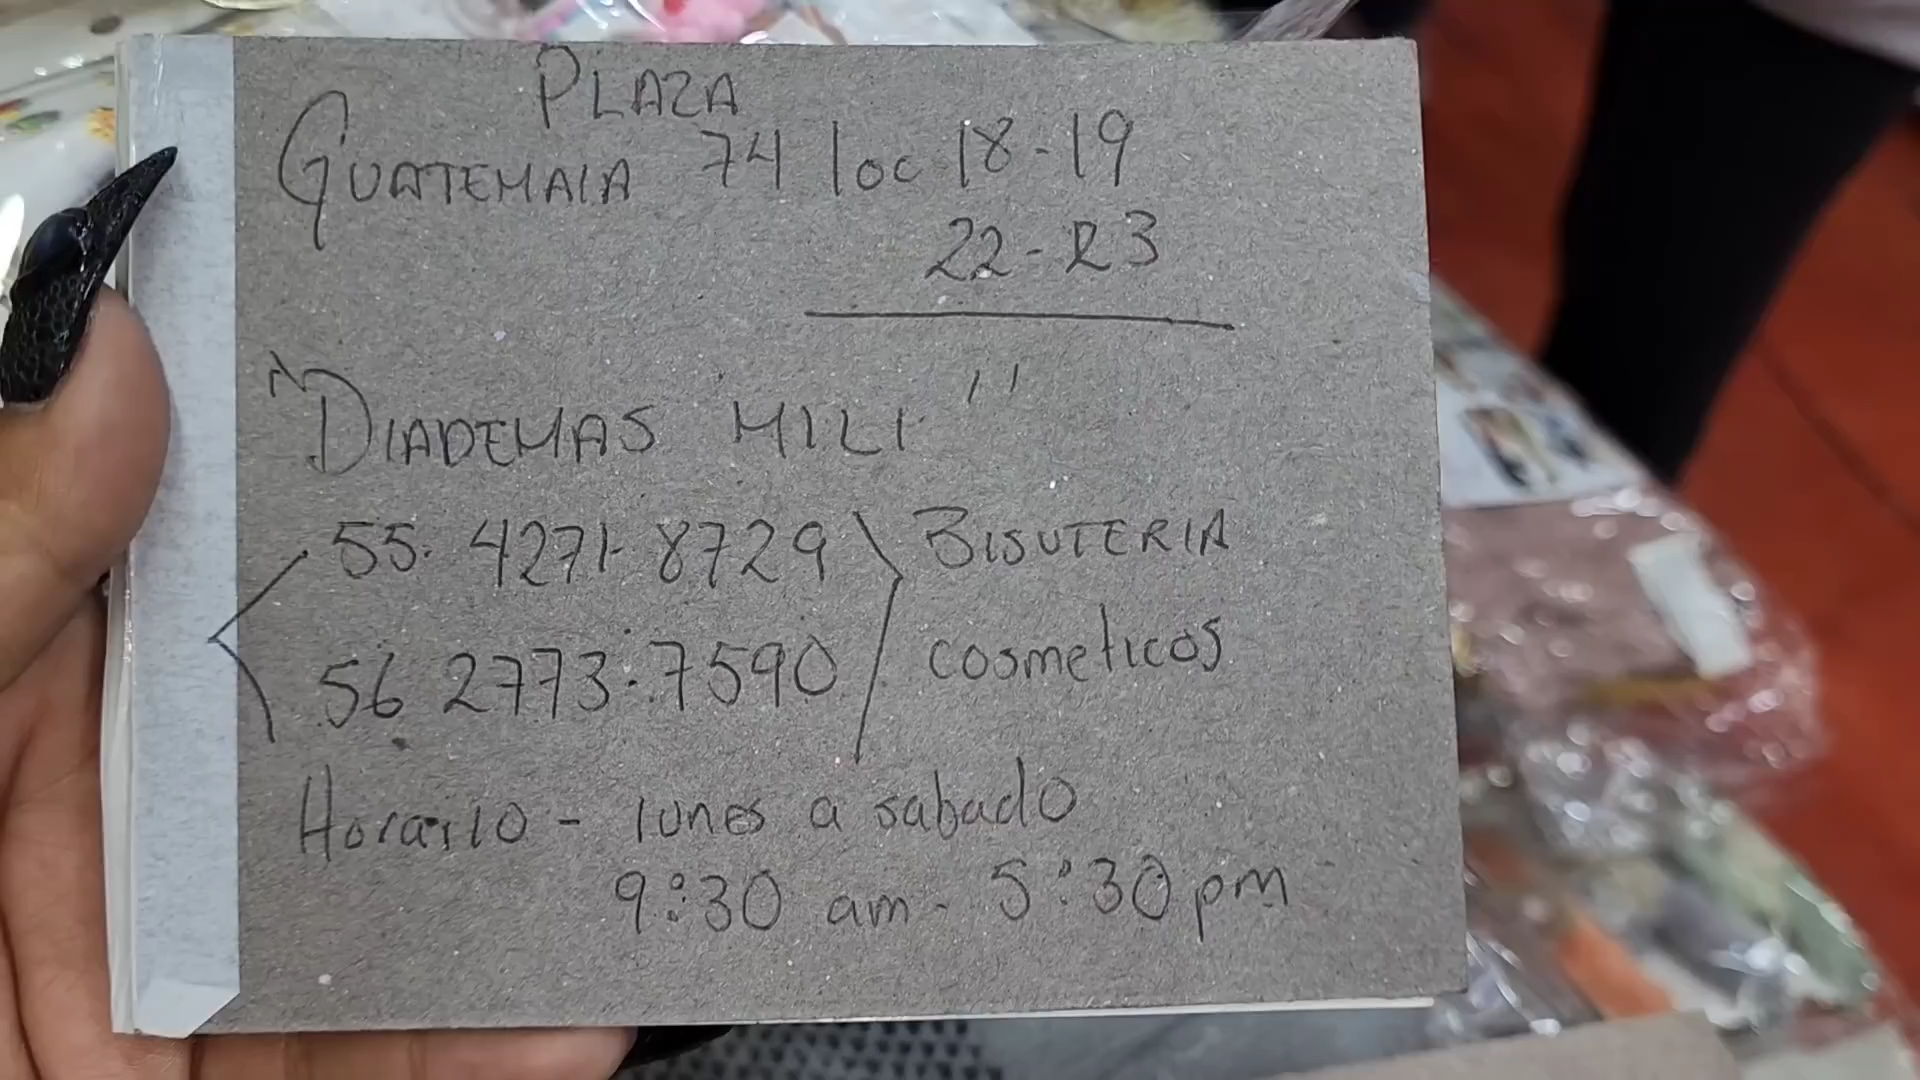 PLAZA
GUATEMALA 74 loc 18-19
22-23
"DIADEMAS MILI"
55. 4271-8729 BISUTERIA
56 2773-7590 cosmeticos
Horario - lunes a sabado
9:30 am - 5:30 pm